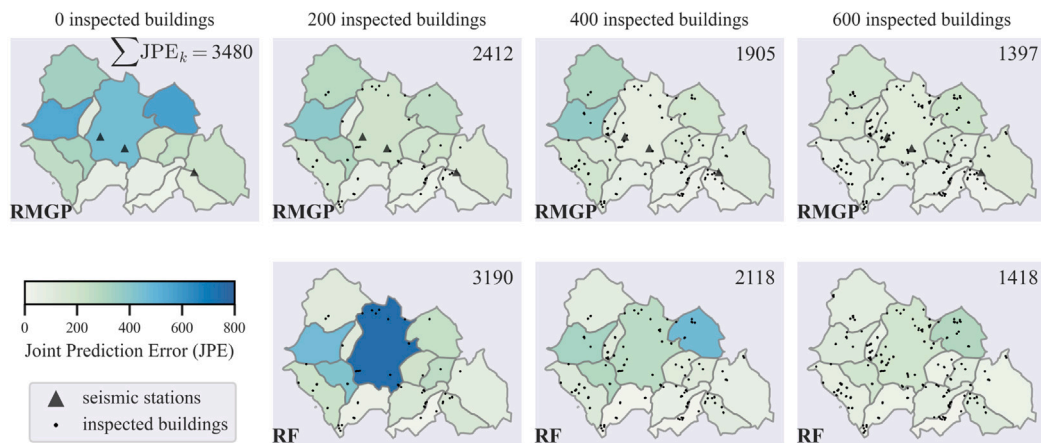 0 inspected buildings 200 inspected buildings 400 inspected buildings 600 inspected buildings
∑JPEₖ = 3480 2412 1905 1397
RMGP RMGP RMGP RMGP
3190 2118 1418
0 200 400 600 800
Joint Prediction Error (JPE)
seismic stations
inspected buildings
RF RF RF